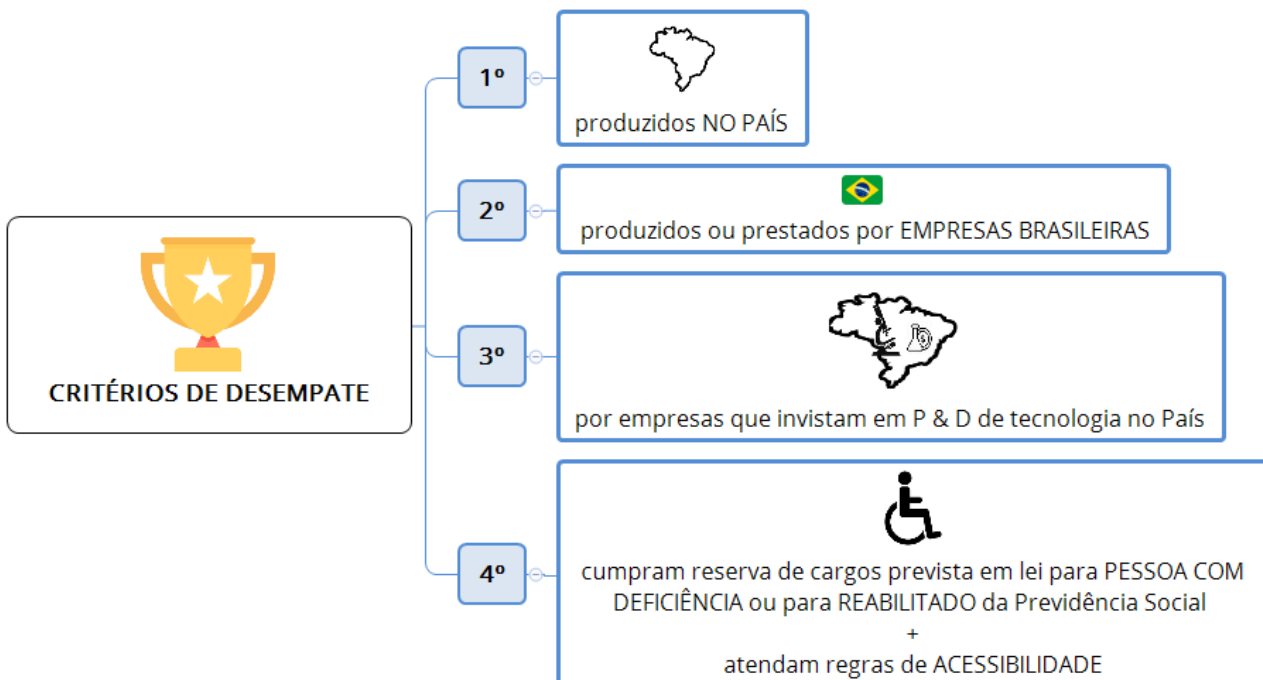 CRITÉRIOS DE DESEMPATE
1º
produzidos NO PAÍS
2º
produzidos ou prestados por EMPRESAS BRASILEIRAS
3º
por empresas que invistam em P & D de tecnologia no País
4º
cumpram reserva de cargos prevista em lei para PESSOA COM
DEFICIÊNCIA ou para REABILITADO da Previdência Social
+
atendam regras de ACESSIBILIDADE